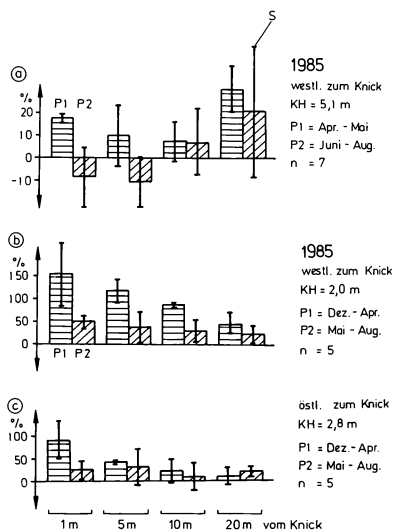 S
ⓐ
%
P1 P2
20
10
0
-10
1985
westl. zum Knick
KH = 5,1 m
P1 = Apr. - Mai
P2 = Juni - Aug.
n = 7
ⓑ
%
150
100
50
0
P1 P2
1985
westl. zum Knick
KH = 2,0 m
P1 = Dez. - Apr.
P2 = Mai - Aug.
n = 5
ⓒ
%
100
50
0
östl. zum Knick
KH = 2,8 m
P1 = Dez. - Apr.
P2 = Mai - Aug.
n = 5
1 m 5 m 10 m 20 m vom Knick